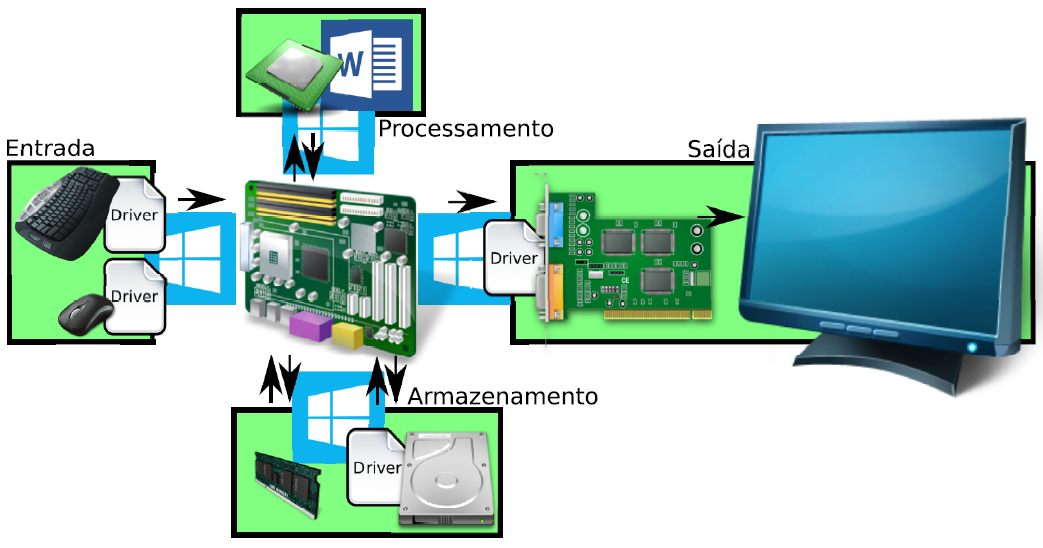 W
Processamento
Entrada
Saída
Driver
Driver
Driver
Armazenamento
Driver